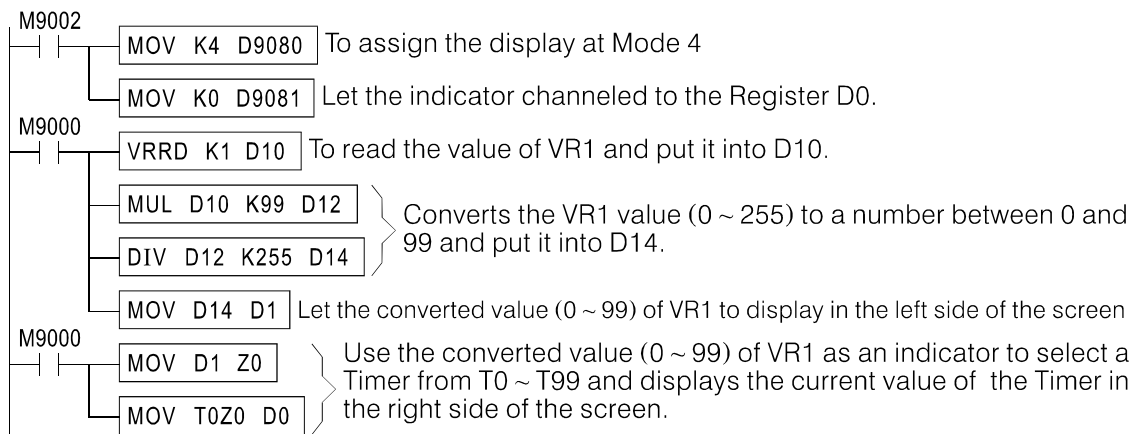 M9002
MOV K4 D9080 To assign the display at Mode 4
MOV K0 D9081 Let the indicator channeled to the Register D0.
M9000
VRRD K1 D10 To read the value of VR1 and put it into D10.
MUL D10 K99 D12
Converts the VR1 value (0 ~ 255) to a number between 0 and
99 and put it into D14.
DIV D12 K255 D14
MOV D14 D1 Let the converted value (0 ~ 99) of VR1 to display in the left side of the screen
M9000
MOV D1 Z0
Use the converted value (0 ~ 99) of VR1 as an indicator to select a
Timer from T0 ~ T99 and displays the current value of the Timer in
the right side of the screen.
MOV T0Z0 D0